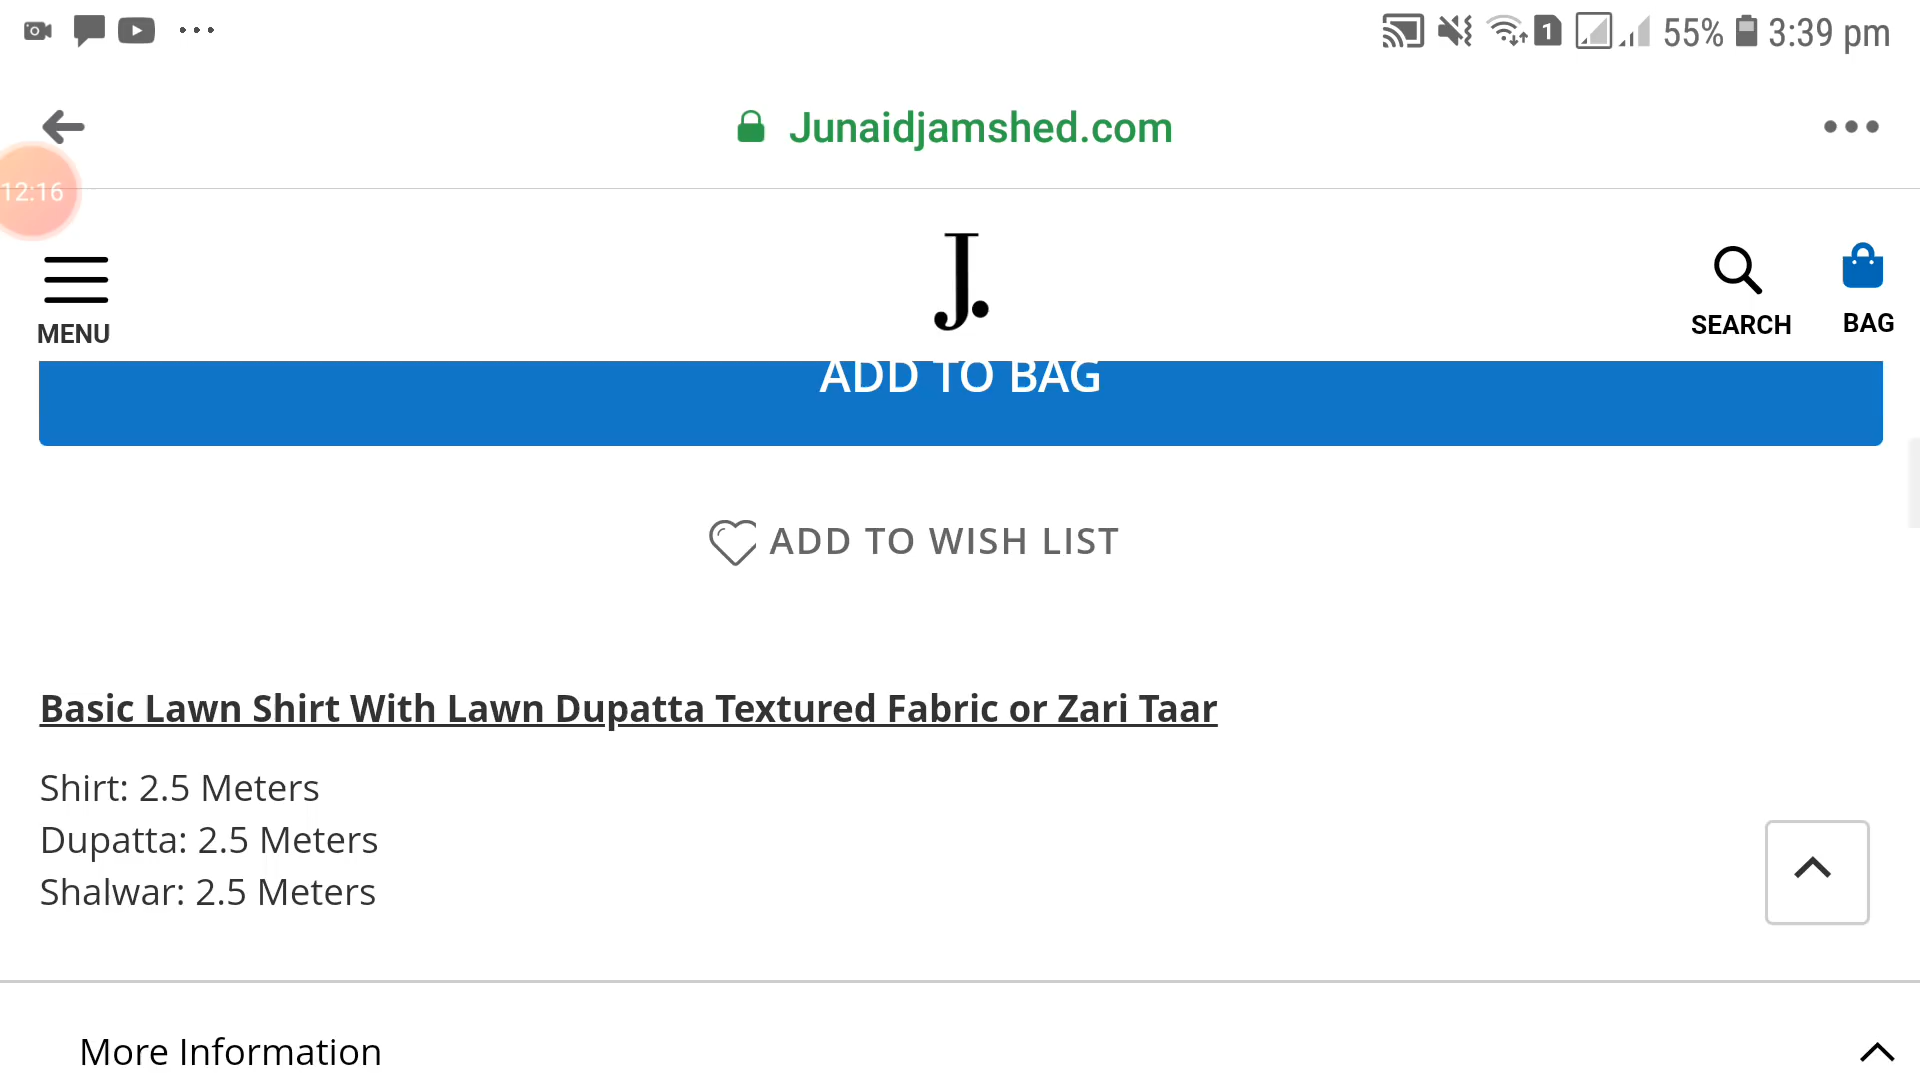 55% 3:39 pm
Junaidjamshed.com
12:16
J.
MENU
SEARCH
BAG
ADD TO BAG
ADD TO WISH LIST
Basic Lawn Shirt With Lawn Dupatta Textured Fabric or Zari Taar
Shirt: 2.5 Meters
Dupatta: 2.5 Meters
Shalwar: 2.5 Meters
More Information